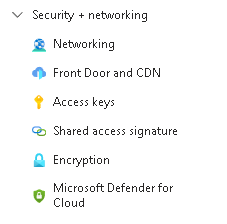 Security + networking
Networking
Front Door and CDN
Access keys
Shared access signature
Encryption
Microsoft Defender for
Cloud